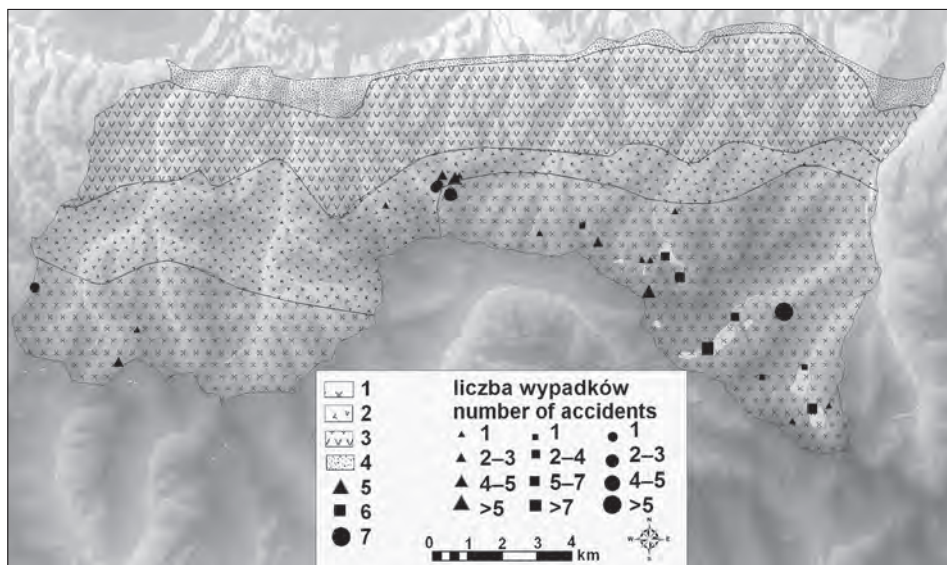 1
2
3
4
5
6
7
liczba wypadków
number of accidents
1 1 1
2–3 2–4 2–3
4–5 5–7 4–5
>5 >7 >5
0 1 2 3 4
km
N
W E
S